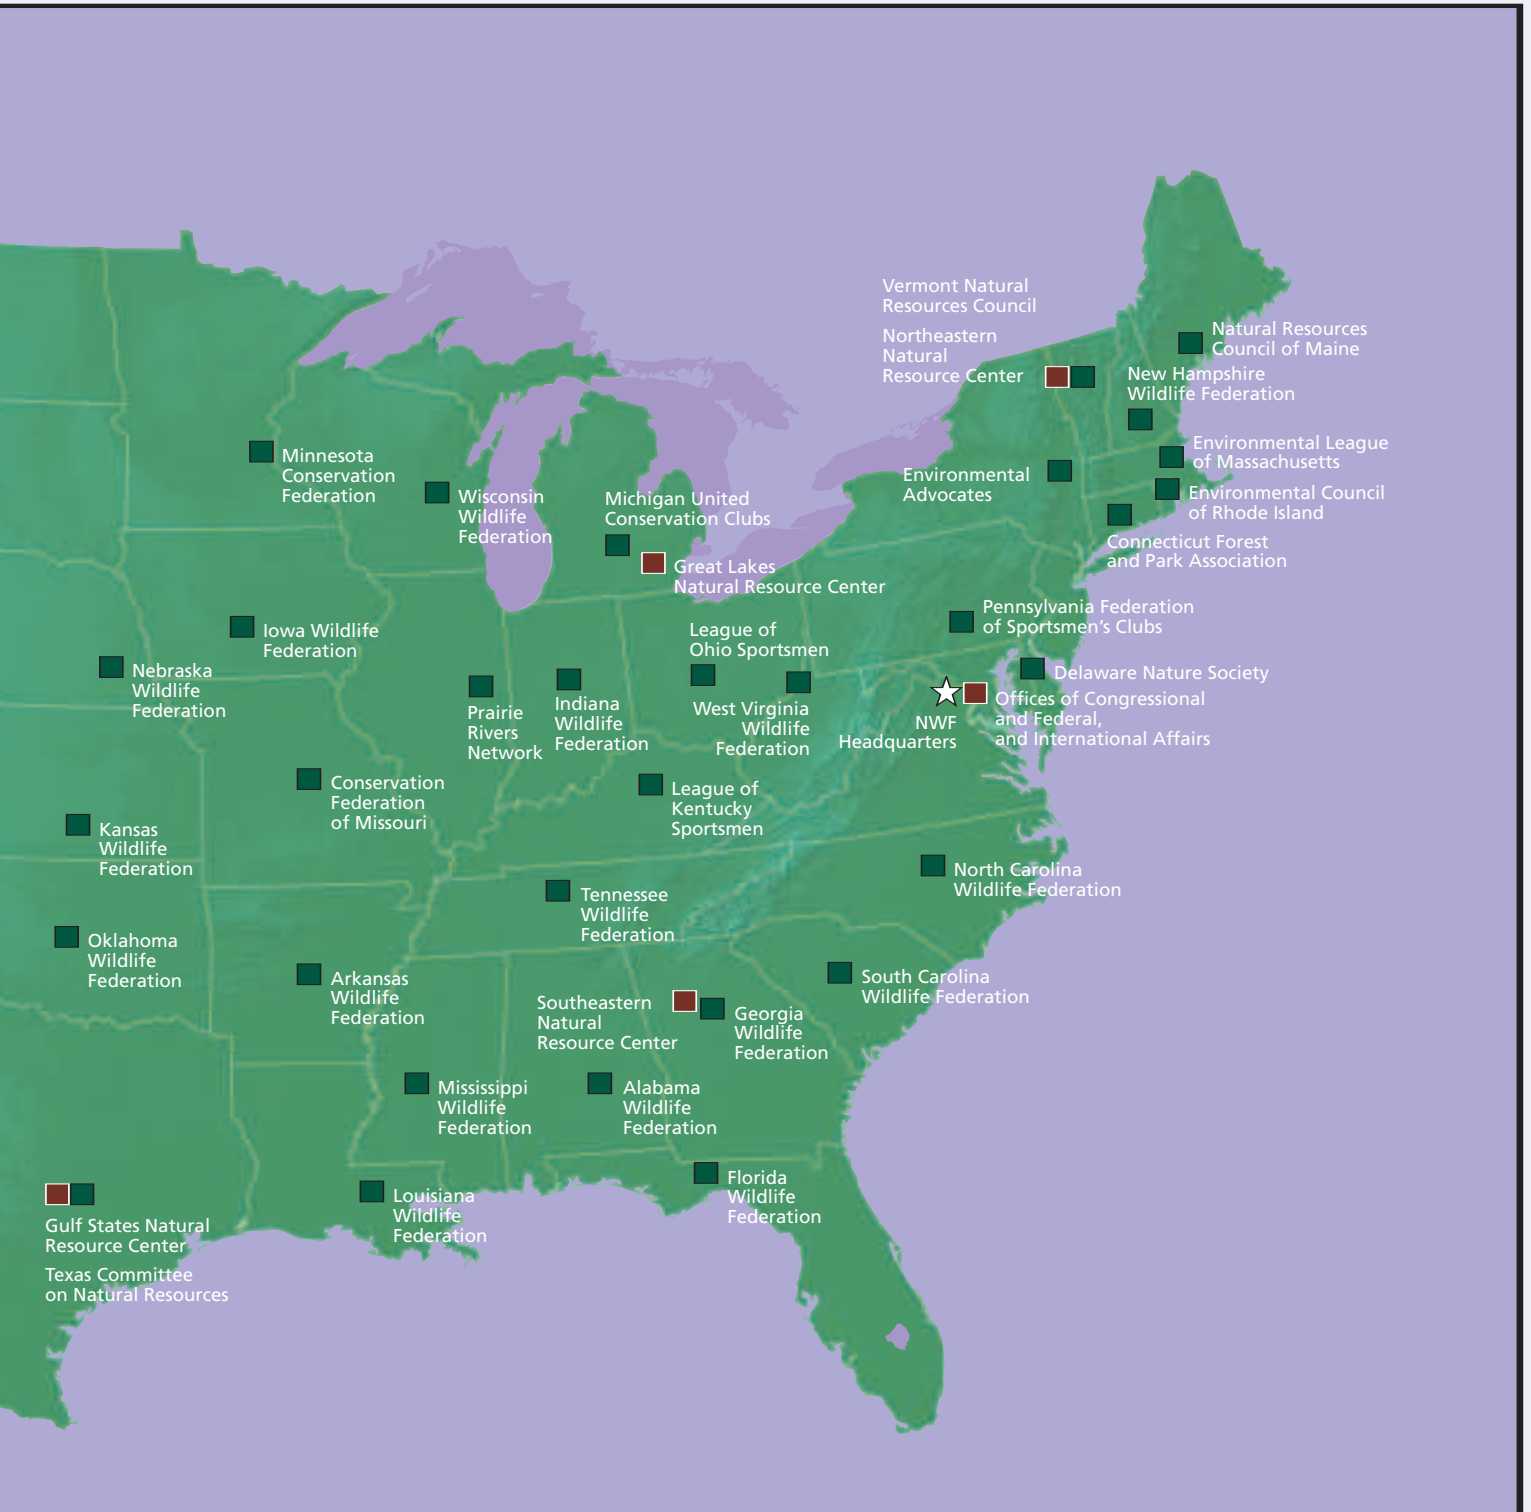 Vermont Natural
Resources Council
Northeastern
Natural
Resource Center
Natural Resources
Council of Maine
New Hampshire
Wildlife Federation
Environmental League
of Massachusetts
Environmental
Advocates
Environmental Council
of Rhode Island
Connecticut Forest
and Park Association
Minnesota
Conservation
Federation
Wisconsin
Wildlife
Federation
Michigan United
Conservation Clubs
Great Lakes
Natural Resource Center
Pennsylvania Federation
of Sportsmen’s Clubs
Iowa Wildlife
Federation
League of
Ohio Sportsmen
Nebraska
Wildlife
Federation
Delaware Nature Society
Offices of Congressional
and Federal,
and International Affairs
NWF
Headquarters
Prairie
Rivers
Network
Indiana
Wildlife
Federation
West Virginia
Wildlife
Federation
Conservation
Federation
of Missouri
League of
Kentucky
Sportsmen
Kansas
Wildlife
Federation
North Carolina
Wildlife Federation
Tennessee
Wildlife
Federation
Oklahoma
Wildlife
Federation
Arkansas
Wildlife
Federation
South Carolina
Wildlife Federation
Southeastern
Natural
Resource Center
Georgia
Wildlife
Federation
Mississippi
Wildlife
Federation
Alabama
Wildlife
Federation
Florida
Wildlife
Federation
Louisiana
Wildlife
Federation
Gulf States Natural
Resource Center
Texas Committee
on Natural Resources